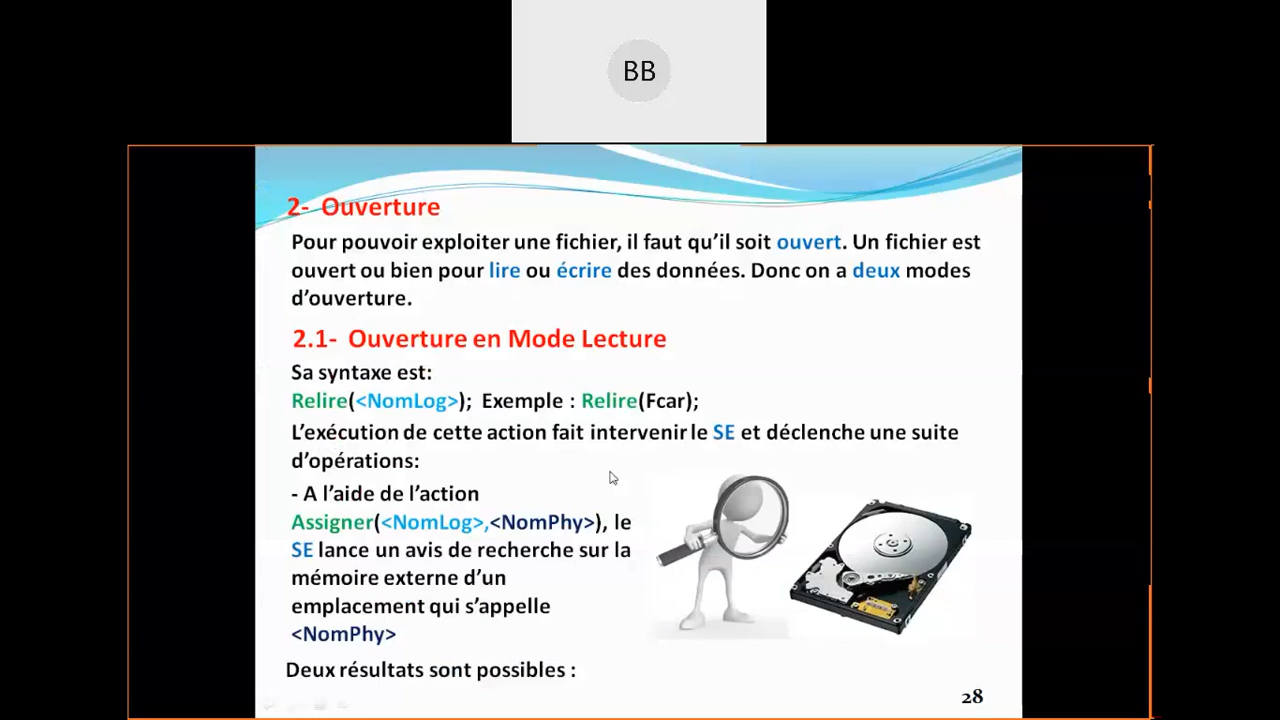 BB
2- Ouverture
Pour pouvoir exploiter une fichier, il faut qu’il soit ouvert. Un fichier est
ouvert ou bien pour lire ou écrire des données. Donc on a deux modes
d’ouverture.
2.1- Ouverture en Mode Lecture
Sa syntaxe est:
Relire(<NomLog>); Exemple : Relire(Fcar);
L’exécution de cette action fait intervenir le SE et déclenche une suite
d’opérations:
- A l’aide de l’action
Assigner(<NomLog>,<NomPhy>), le
SE lance un avis de recherche sur la
mémoire externe d’un
emplacement qui s’appelle
<NomPhy>
Deux résultats sont possibles :
28